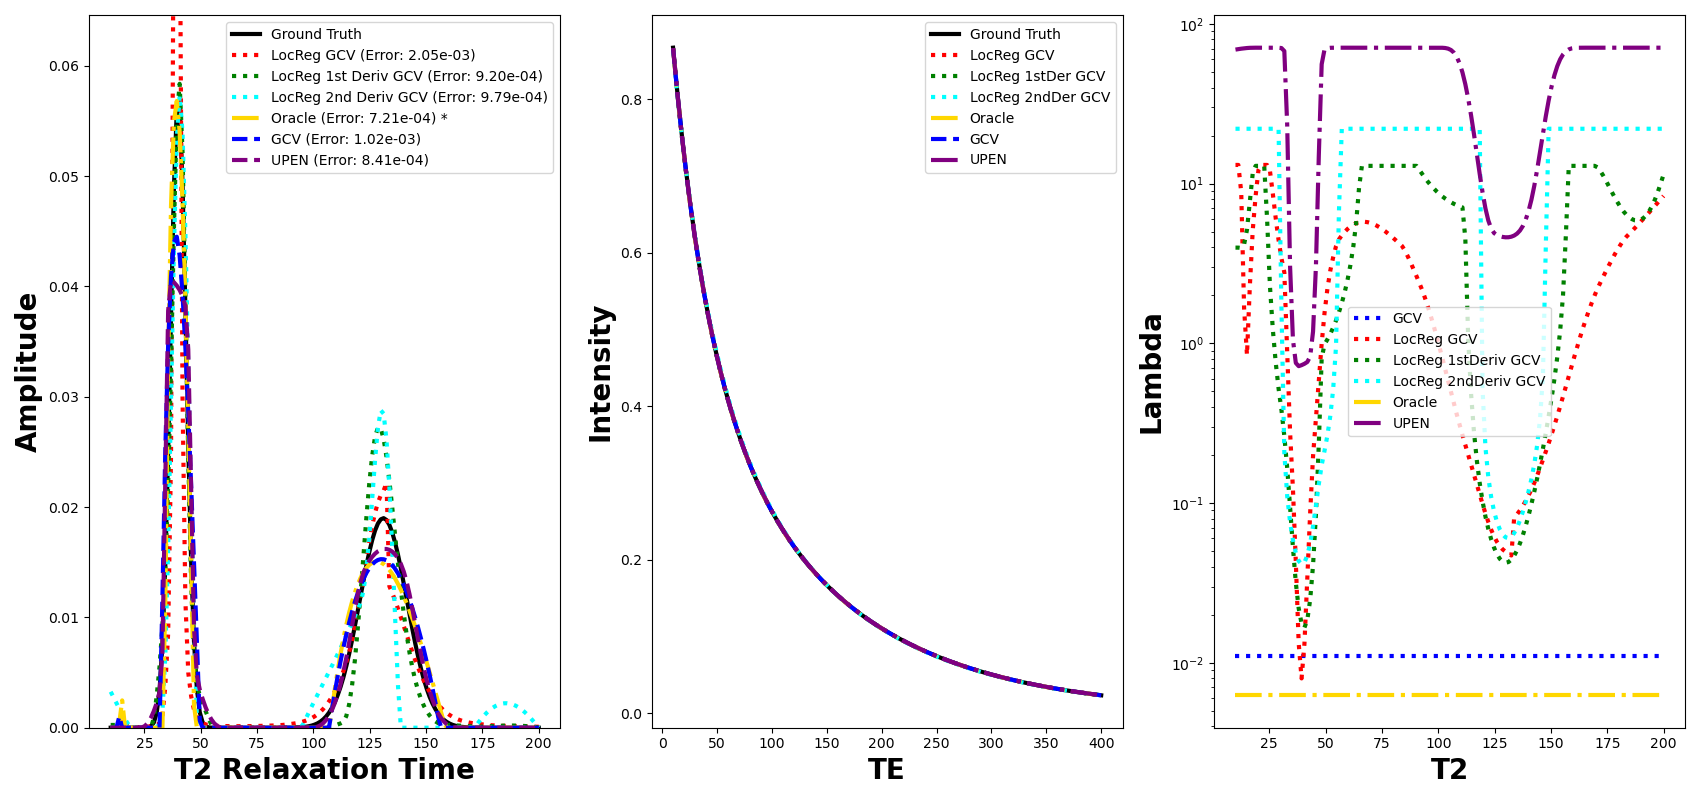 Ground Truth
LocReg GCV (Error: 2.05e-03)
LocReg 1st Deriv GCV (Error: 9.20e-04)
LocReg 2nd Deriv GCV (Error: 9.79e-04)
Oracle (Error: 7.21e-04) *
GCV (Error: 1.02e-03)
UPEN (Error: 8.41e-04)
0.06
0.05
0.04
0.03
0.02
0.01
0.00
25 50 75 100 125 150 175 200
Amplitude
T2 Relaxation Time
Ground Truth
LocReg GCV
LocReg 1stDer GCV
LocReg 2ndDer GCV
Oracle
GCV
UPEN
0.8
0.6
0.4
0.2
0.0
0 50 100 150 200 250 300 350 400
Intensity
TE
10²
10¹
10⁰
10⁻¹
10⁻²
GCV
LocReg GCV
LocReg 1stDeriv GCV
LocReg 2ndDeriv GCV
Oracle
UPEN
25 50 75 100 125 150 175 200
Lambda
T2